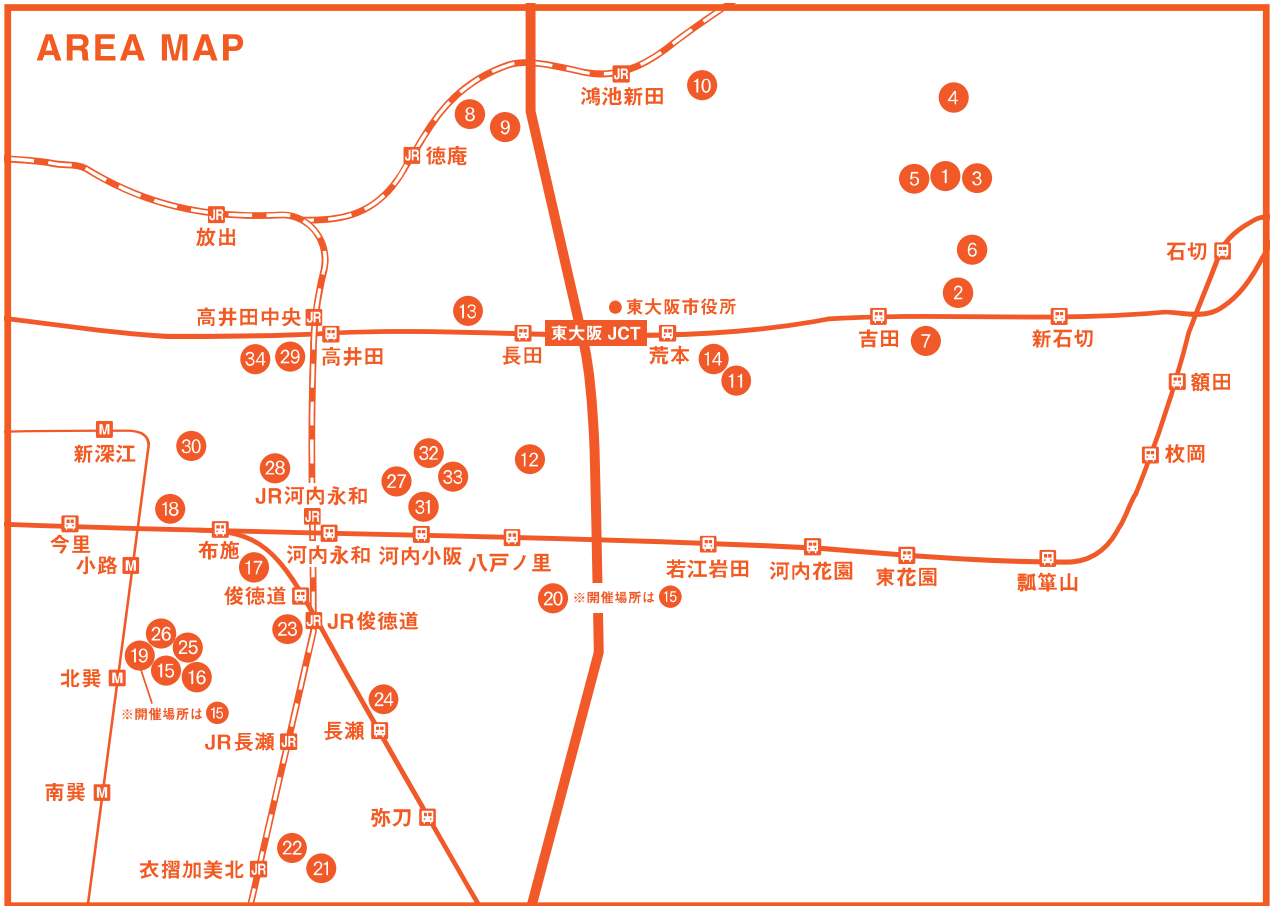 AREA MAP
JR
鴻池新田
10
4
8
9
JR 徳庵
5
1
3
JR
放出
6
石切
2
高井田中央 JR
13
東大阪市役所
高井田
34
29
長田
東大阪 JCT
荒本
14
11
吉田
7
新石切
額田
M
新深江
30
枚岡
28
JR河内永和
JR
32
27
33
31
12
18
今里
布施
河内永和
河内小阪
八戸ノ里
若江岩田
河内花園
東花園
瓢箪山
小路 M
17
俊徳道
20 ※開催場所は 15
23
JR JR俊徳道
26
19
25
15
16
北巽 M
※開催場所は 15
24
長瀬
JR長瀬 JR
南巽 M
弥刀
22
21
衣摺加美北 JR